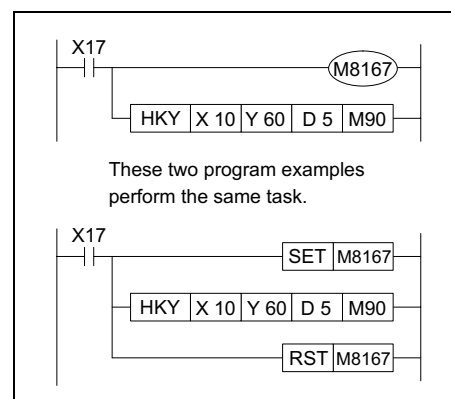 X17
M8167
HKY X 10 Y 60 D 5 M90
These two program examples
perform the same task.
X17
SET M8167
HKY X 10 Y 60 D 5 M90
RST M8167